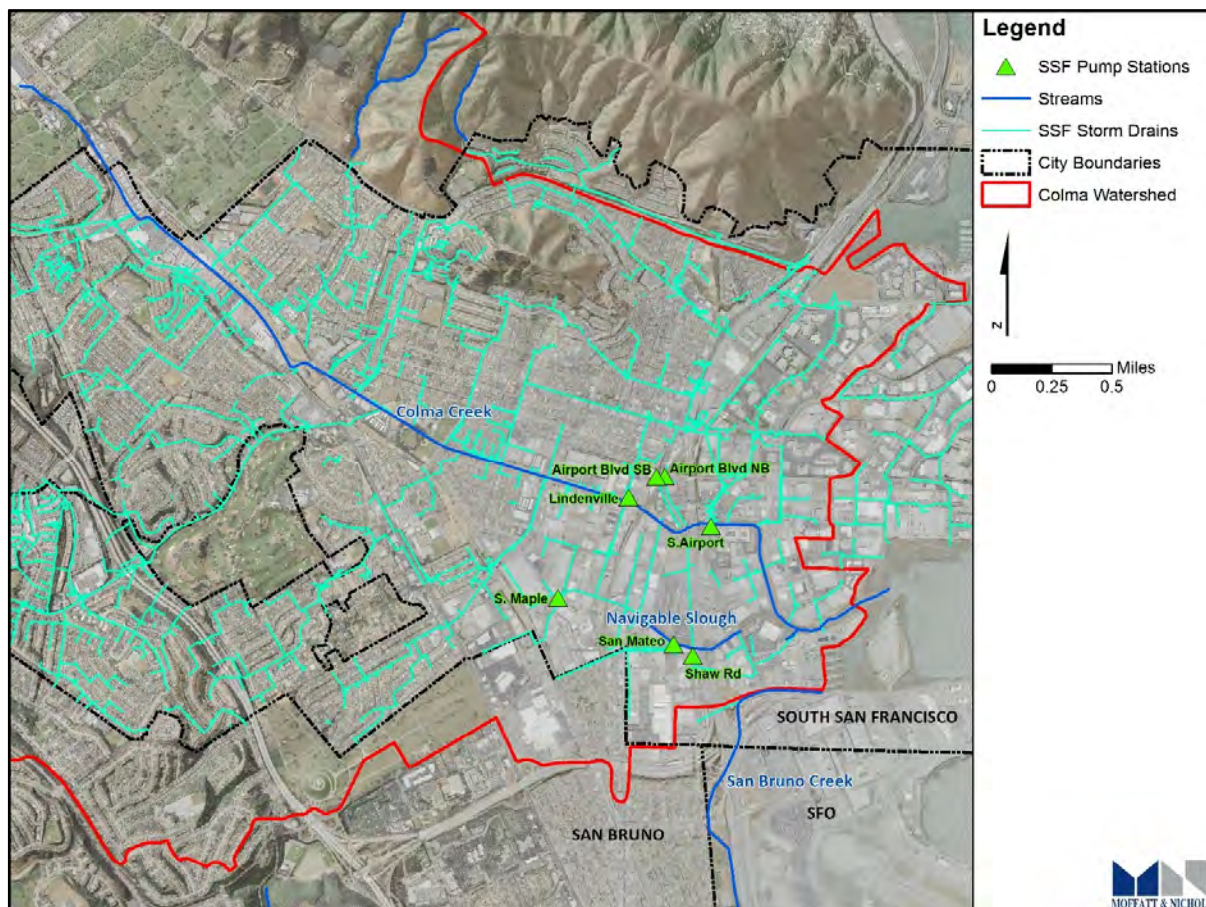 Legend
SSF Pump Stations
Streams
SSF Storm Drains
City Boundaries
Colma Watershed
N
Miles
0 0.25 0.5
Colma Creek
Airport Blvd SB
Airport Blvd NB
Lindenville
S.Airport
S. Maple
Navigable Slough
San Mateo
Shaw Rd
SOUTH SAN FRANCISCO
San Bruno Creek
SFO
SAN BRUNO
MOFFATT & NICHOL